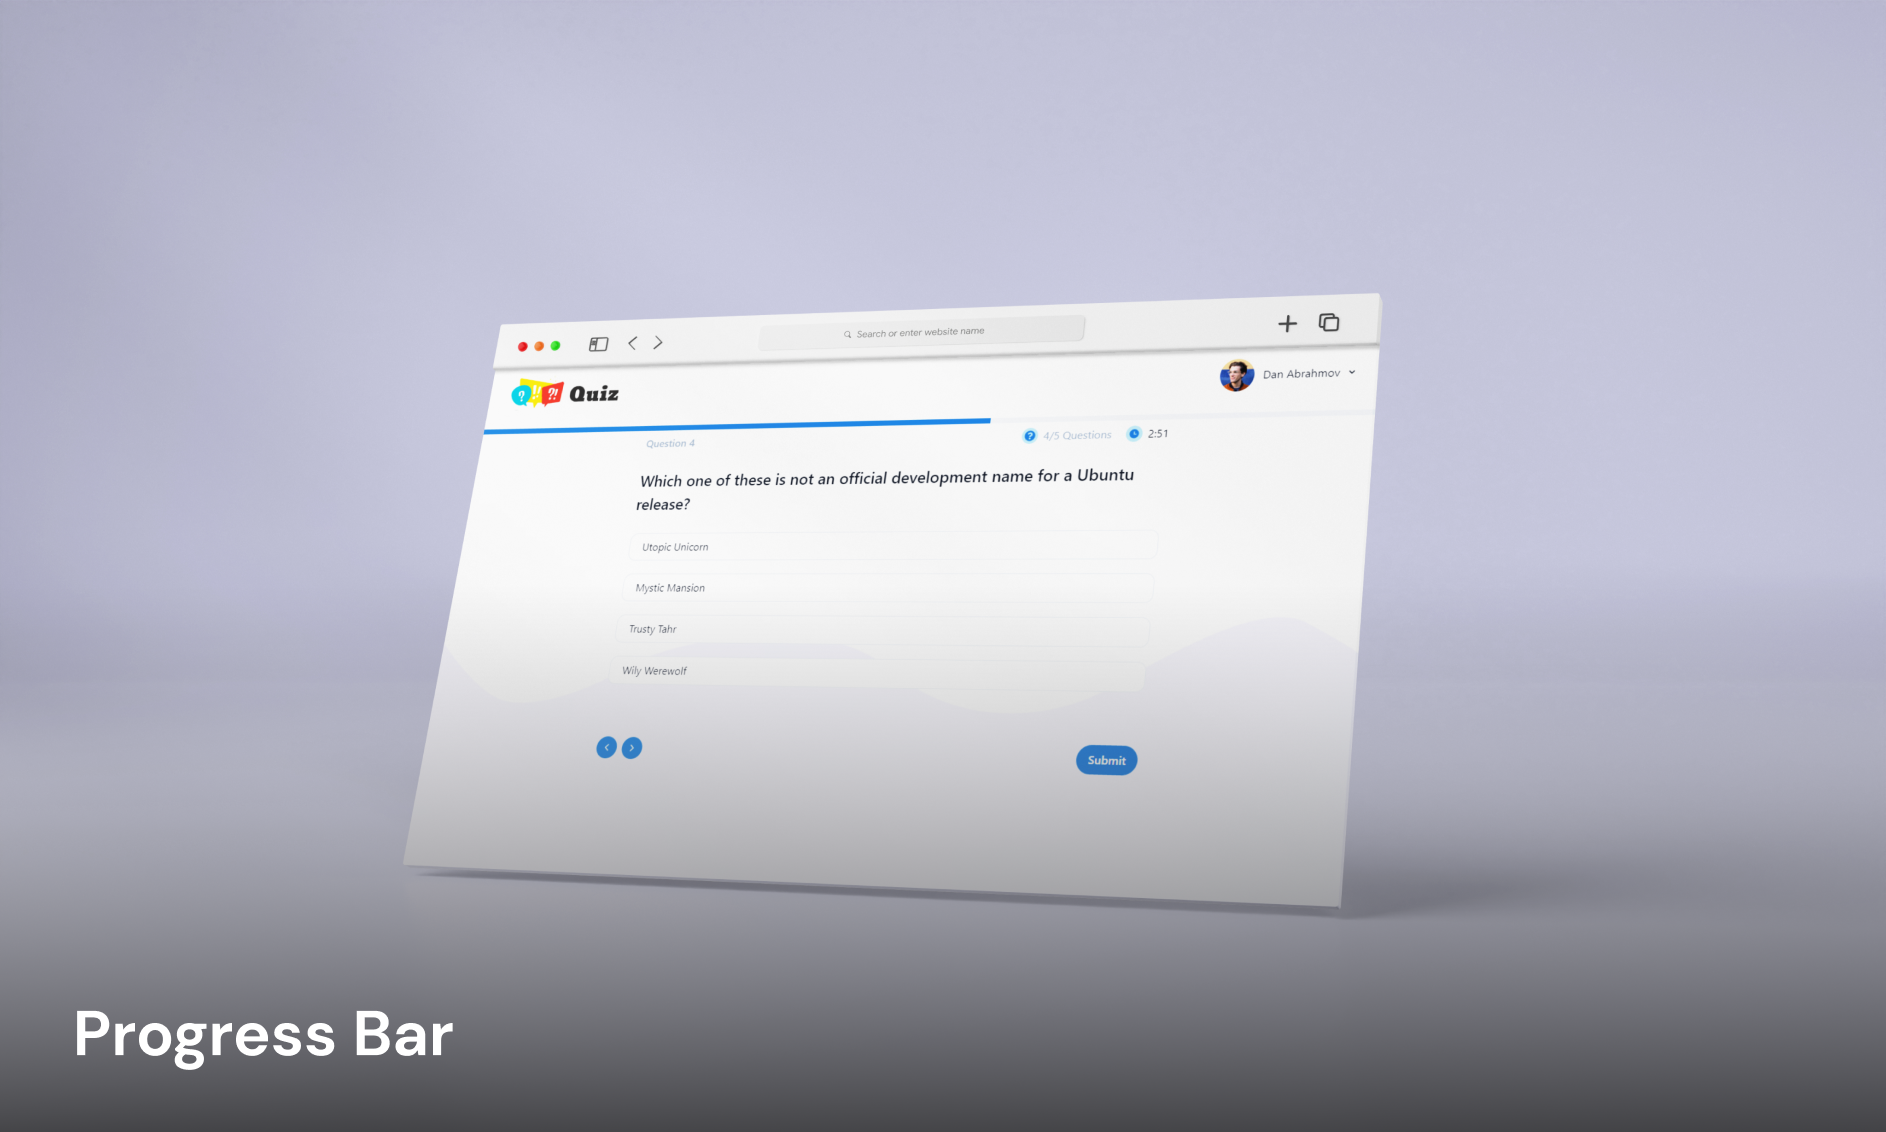 Search or enter website name
? !! ?! Quiz
Dan Abrahmov
Question 4
? 4/5 Questions 2:51
Which one of these is not an official development name for a Ubuntu
release?
Utopic Unicorn
Mystic Mansion
Trusty Tahr
Wily Werewolf
Submit
Progress Bar